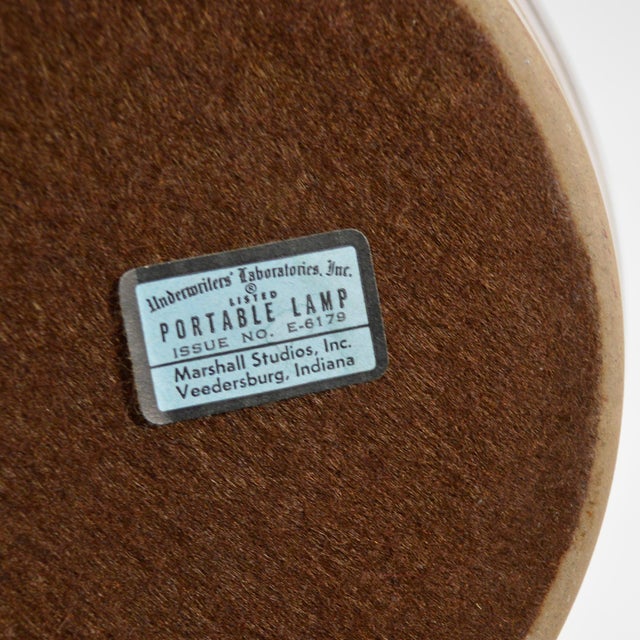 Underwriters' Laboratories, Inc.
®
LISTED
PORTABLE LAMP
ISSUE NO. E-6179
Marshall Studios, Inc.
Veedersburg, Indiana